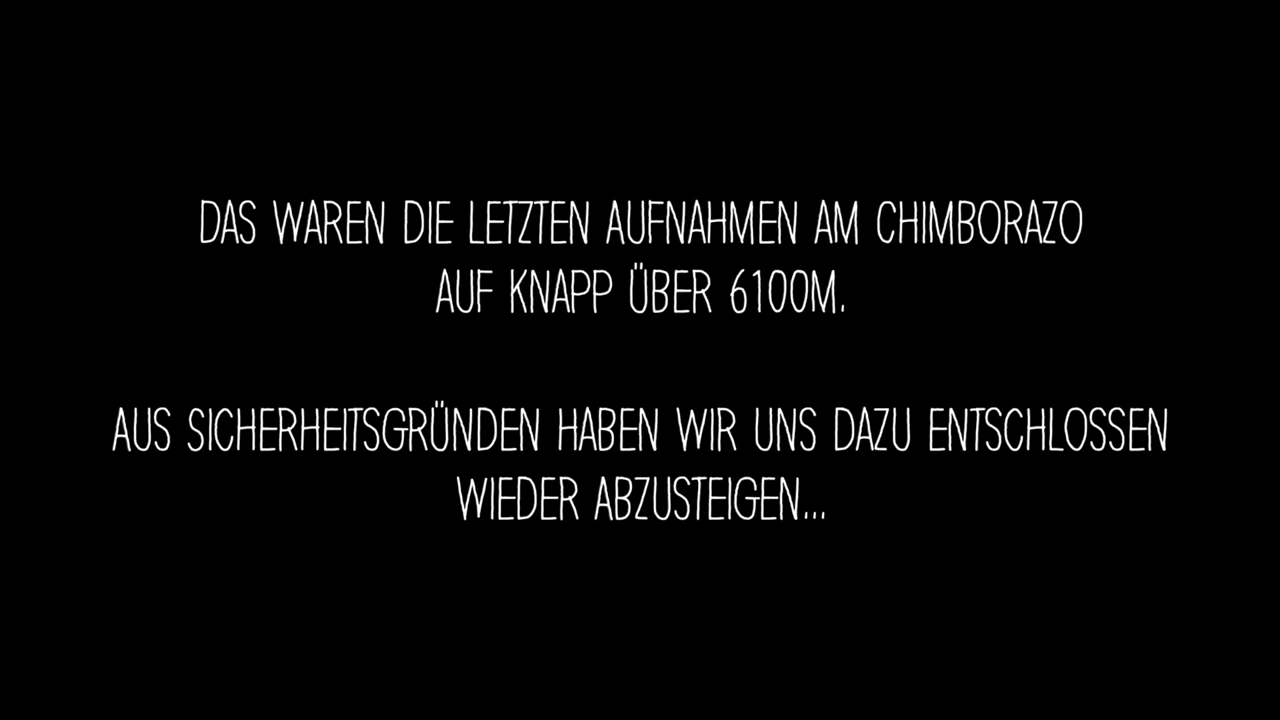 DAS WAREN DIE LETZTEN AUFNAHMEN AM CHIMBORAZO
AUF KNAPP ÜBER 6100M.
AUS SICHERHEITSGRÜNDEN HABEN WIR UNS DAZU ENTSCHLOSSEN
WIEDER ABZUSTEIGEN...